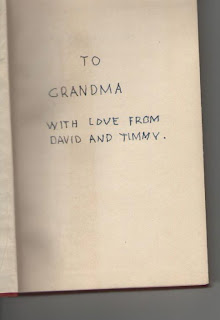 TO
GRANDMA
WITH LOVE FROM
DAVID AND TIMMY.